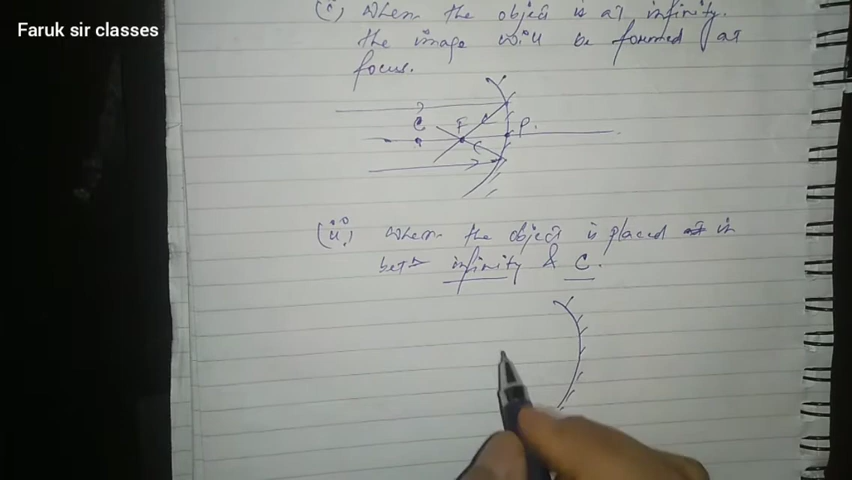 Faruk sir classes
(i) When the object is at infinity.
the image will be formed at
focus.
C F P.
(ii) When the object is placed in
bet infinity & C.